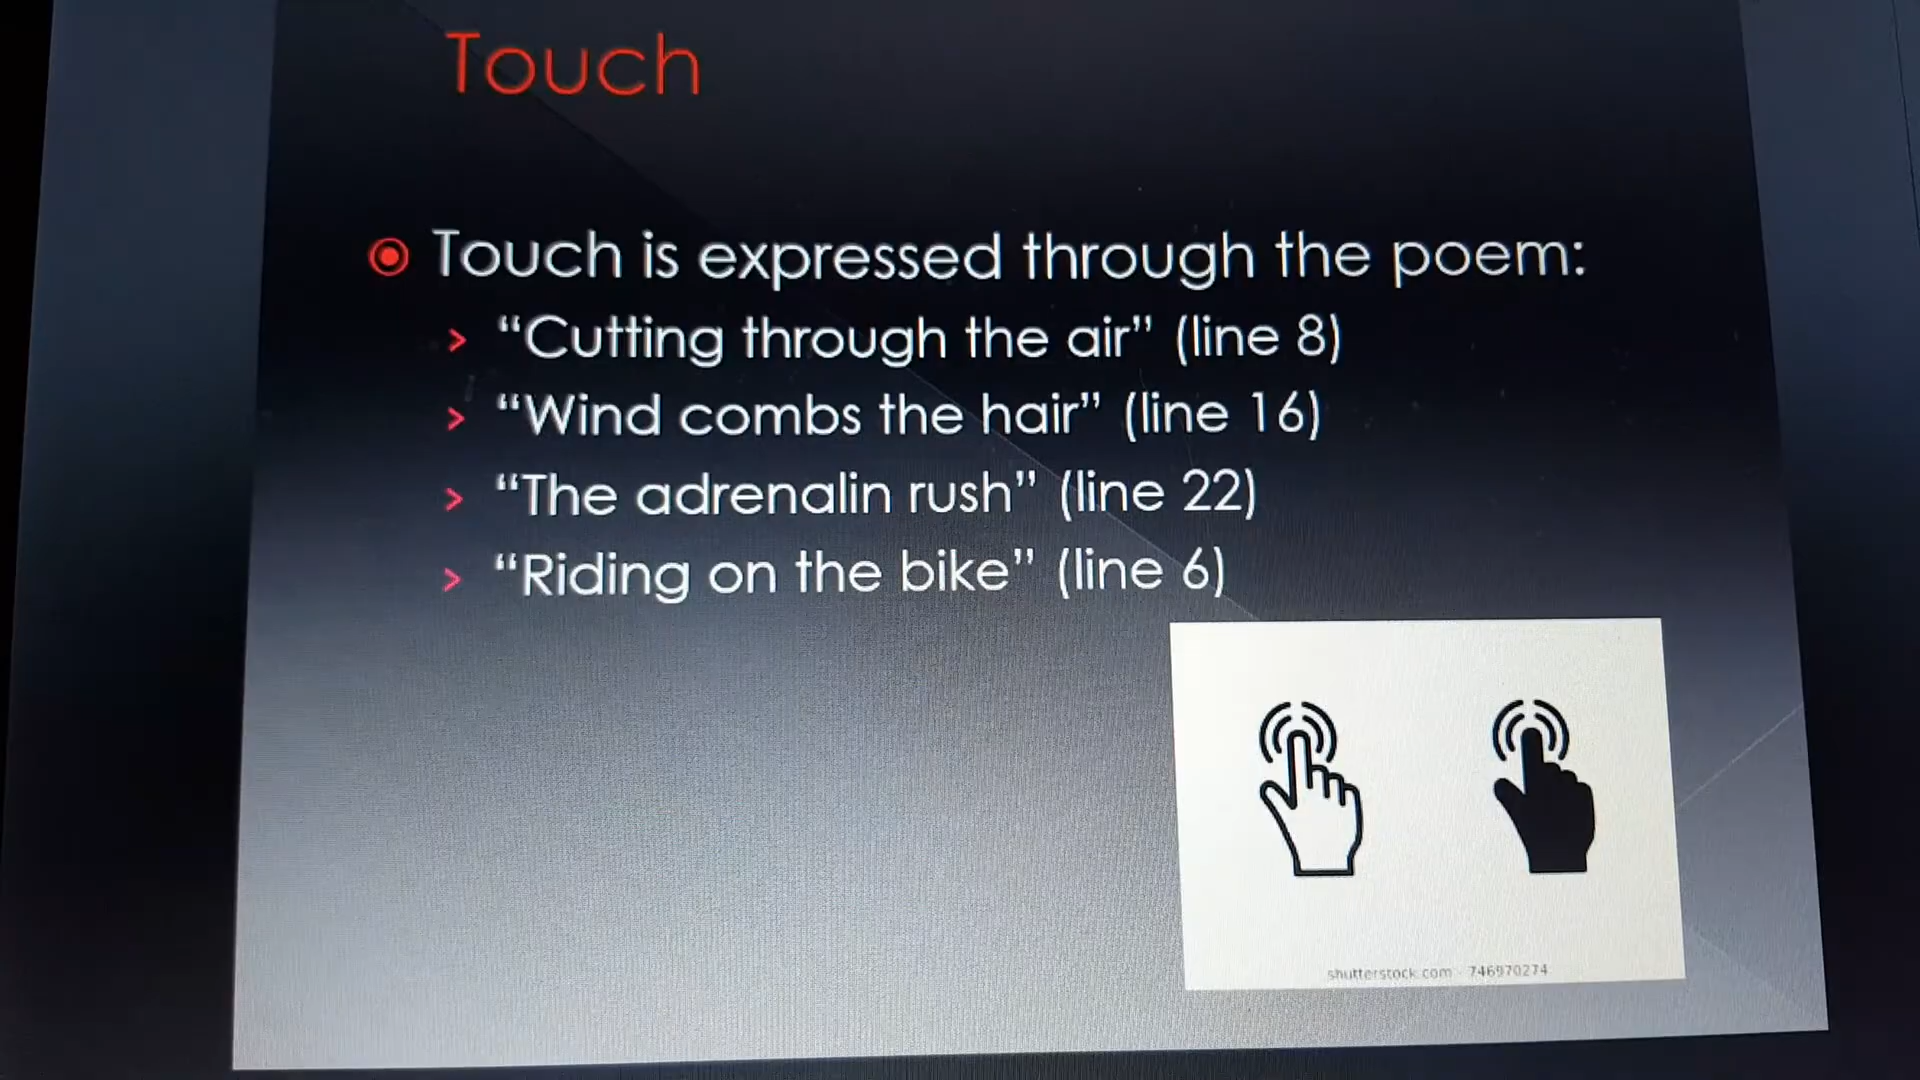 Touch
Touch is expressed through the poem:
“Cutting through the air” (line 8)
“Wind combs the hair” (line 16)
“The adrenalin rush” (line 22)
“Riding on the bike” (line 6)
shutterstock.com · 746970274